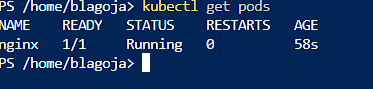 PS /home/blagoja> kubectl get pods
NAME READY STATUS RESTARTS AGE
nginx 1/1 Running 0 58s
PS /home/blagoja>